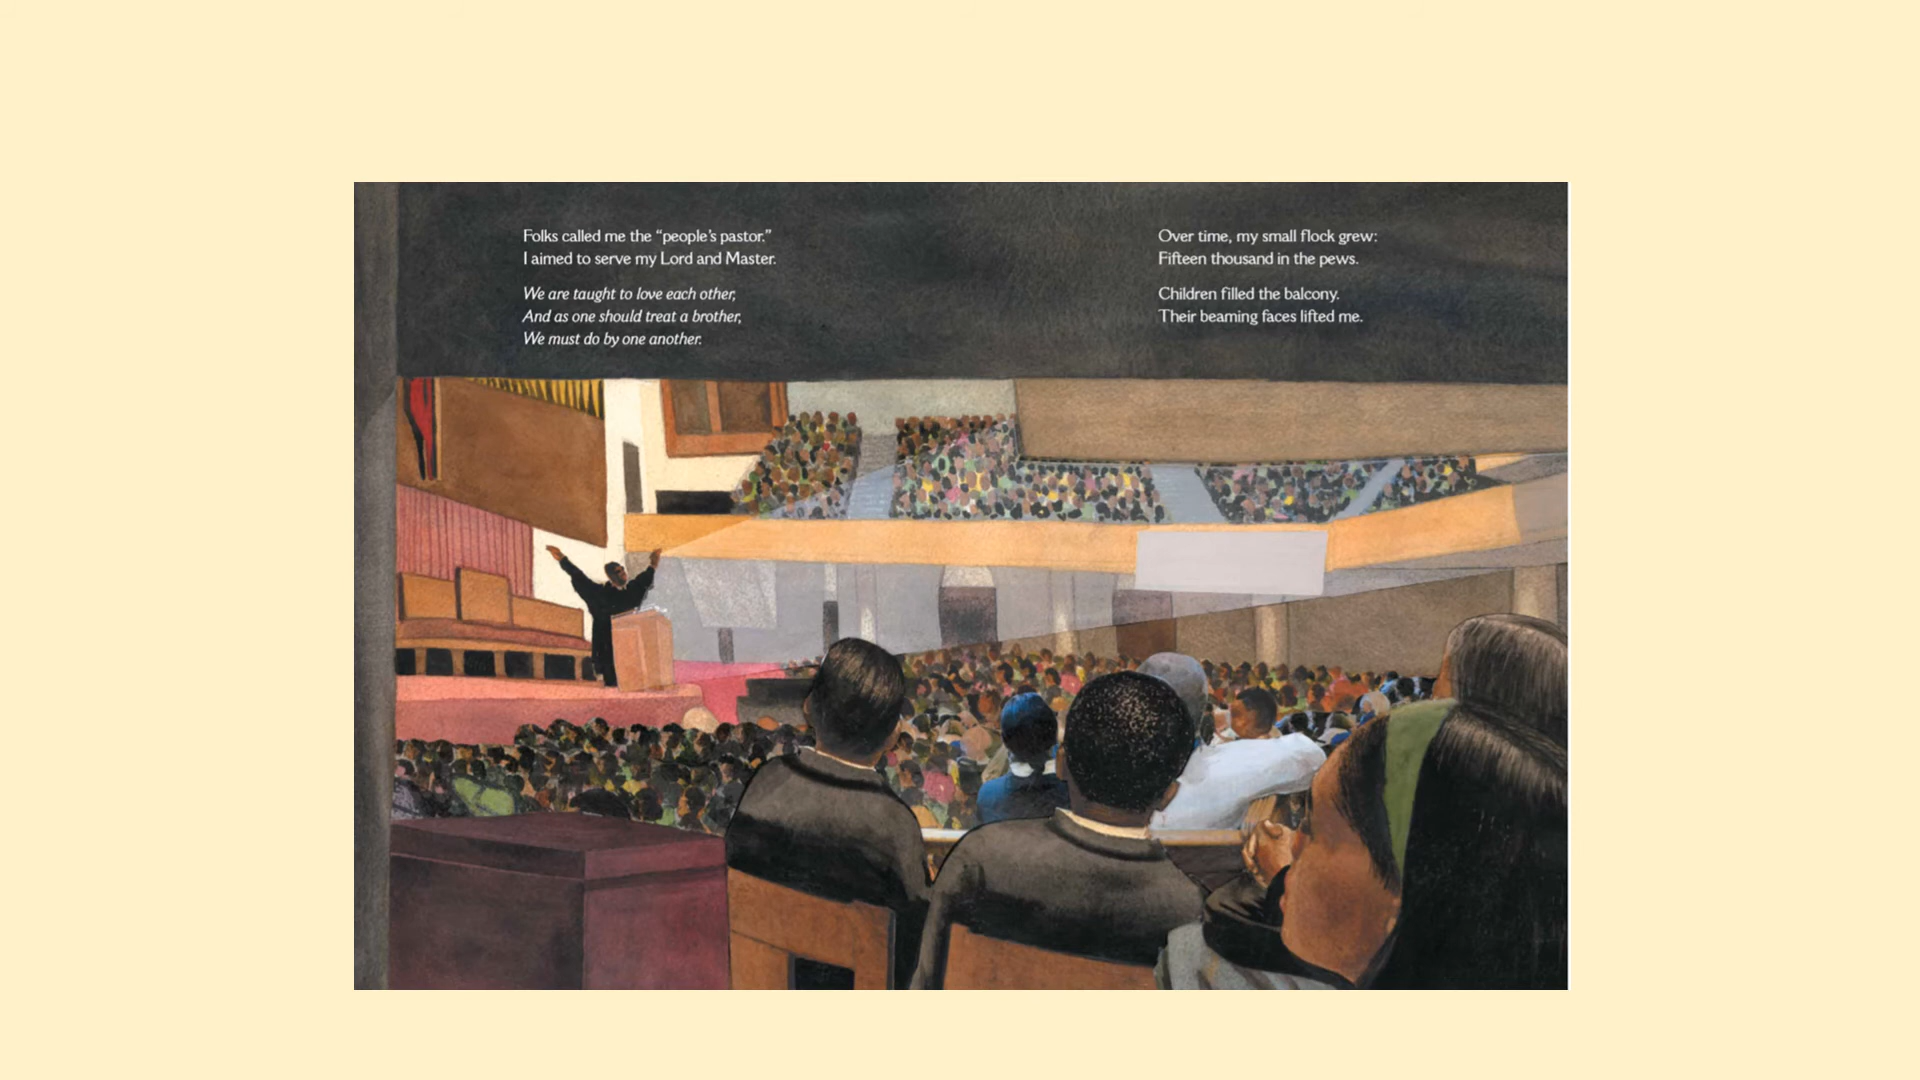 Folks called me the “people’s pastor.”
I aimed to serve my Lord and Master.
We are taught to love each other,
And as one should treat a brother,
We must do by one another.
Over time, my small flock grew:
Fifteen thousand in the pews.
Children filled the balcony.
Their beaming faces lifted me.